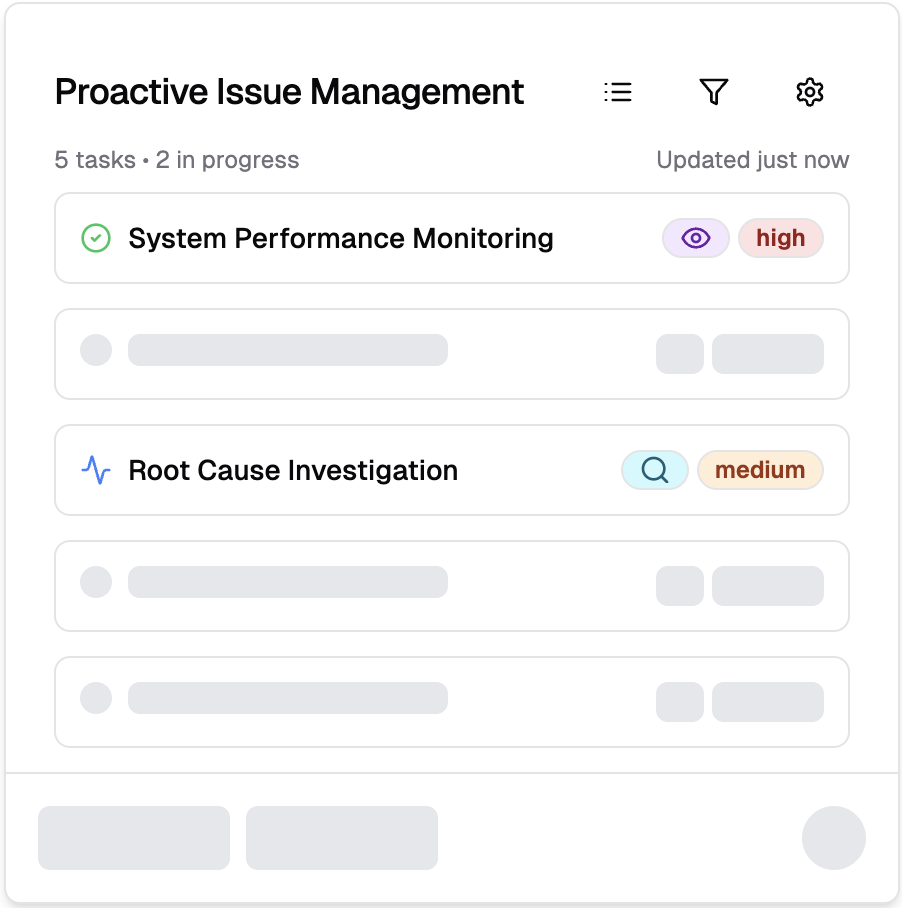 Proactive Issue Management
5 tasks • 2 in progress Updated just now
System Performance Monitoring high
Root Cause Investigation medium